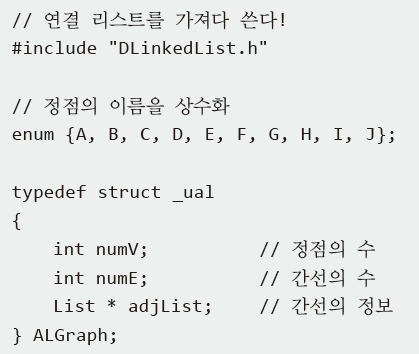 // 연결 리스트를 가져다 쓴다!
#include "DLinkedList.h"

// 정점의 이름을 상수화
enum {A, B, C, D, E, F, G, H, I, J};

typedef struct _ual
{
    int numV;           // 정점의 수
    int numE;           // 간선의 수
    List * adjList;     // 간선의 정보
} ALGraph;